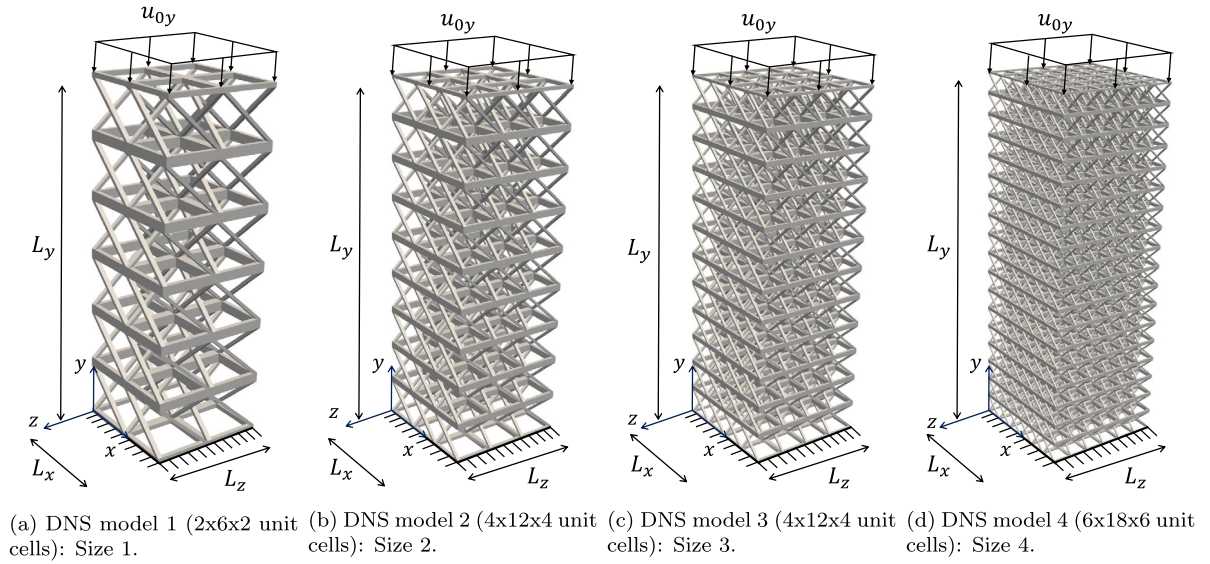 u0y
u0y
u0y
u0y
Ly
Ly
Ly
Ly
y
y
y
y
z
z
z
z
x
x
x
x
Lx
Lx
Lx
Lx
Lz
Lz
Lz
Lz
(a) DNS model 1 (2x6x2 unit
cells): Size 1.
(b) DNS model 2 (4x12x4 unit
cells): Size 2.
(c) DNS model 3 (4x12x4 unit
cells): Size 3.
(d) DNS model 4 (6x18x6 unit
cells): Size 4.